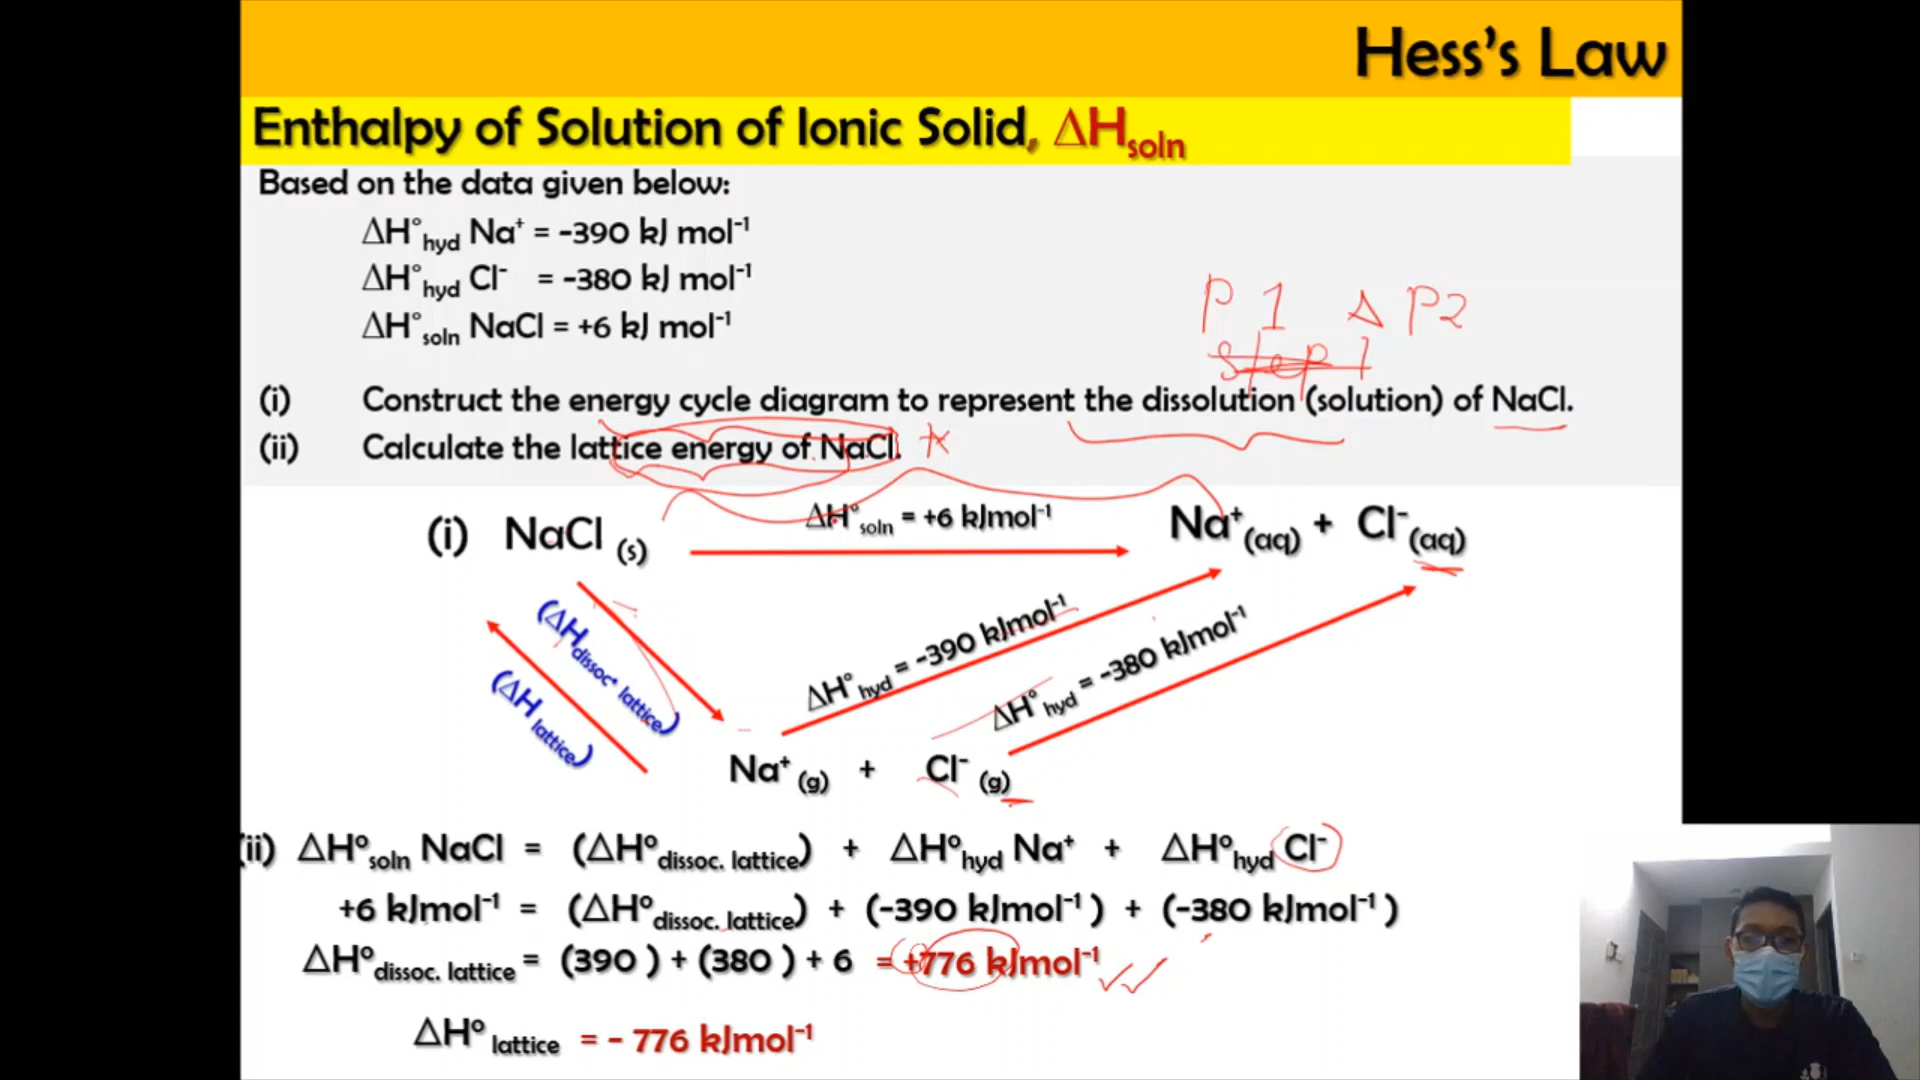 Hess's Law
Enthalpy of Solution of Ionic Solid, ΔHsoln
Based on the data given below:
ΔH°hyd Na⁺ = -390 kJ mol⁻¹
ΔH°hyd Cl⁻ = -380 kJ mol⁻¹
ΔH°soln NaCl = +6 kJ mol⁻¹
P 1 Δ P2
step 1
(i) Construct the energy cycle diagram to represent the dissolution (solution) of NaCl.
(ii) Calculate the lattice energy of NaCl.
(i) NaCl (s)
ΔH°soln = +6 kJmol⁻¹
Na⁺(aq) + Cl⁻(aq)
(ΔHdissoc. lattice)
(ΔH lattice)
ΔH°hyd = -390 kJmol⁻¹
ΔH°hyd = -380 kJmol⁻¹
Na⁺ (g) + Cl⁻ (g)
(ii) ΔH°soln NaCl = (ΔH°dissoc. lattice) + ΔH°hyd Na⁺ + ΔH°hyd Cl⁻
+6 kJmol⁻¹ = (ΔH°dissoc. lattice) + (-390 kJmol⁻¹ ) + (-380 kJmol⁻¹ )
ΔH°dissoc. lattice = (390 ) + (380 ) + 6 = +776 kJmol⁻¹
ΔH° lattice = - 776 kJmol⁻¹